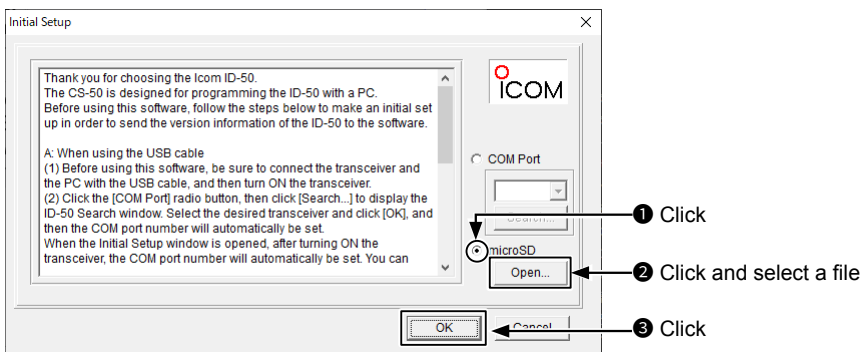 Initial Setup
Thank you for choosing the Icom ID-50.
The CS-50 is designed for programming the ID-50 with a PC.
Before using this software, follow the steps below to make an initial set
up in order to send the version information of the ID-50 to the software.
A: When using the USB cable
(1) Before using this software, be sure to connect the transceiver and
the PC with the USB cable, and then turn ON the transceiver.
(2) Click the [COM Port] radio button, then click [Search...] to display the
ID-50 Search window. Select the desired transceiver and click [OK], and
then the COM port number will automatically be set.
When the Initial Setup window is opened, after turning ON the
transceiver, the COM port number will automatically be set. You can
ICOM
COM Port
Search...
❶ Click
microSD
Open...
❷ Click and select a file
OK
Cancel
❸ Click